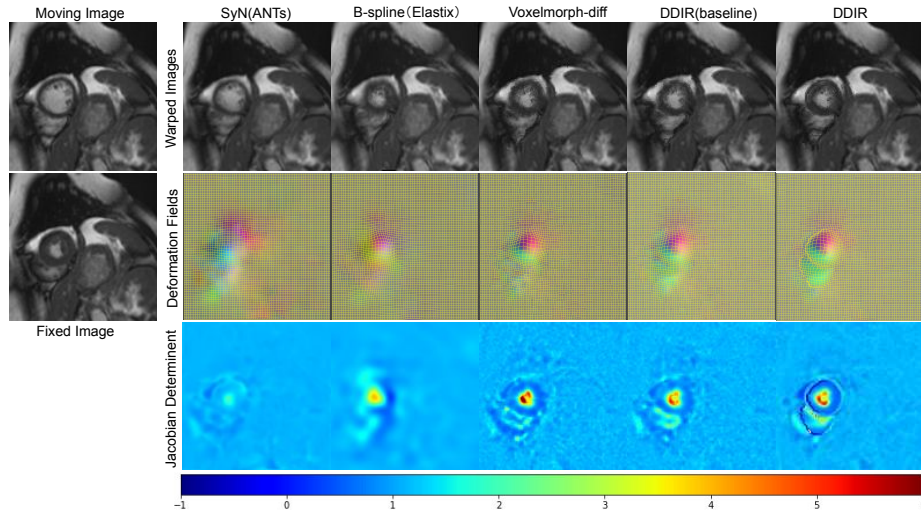 Moving Image
SyN(ANTs)
B-spline(Elastix)
Voxelmorph-diff
DDIR(baseline)
DDIR
Warped Images
Deformation Fields
Fixed Image
Jacobian Determinent
−1
0
1
2
3
4
5